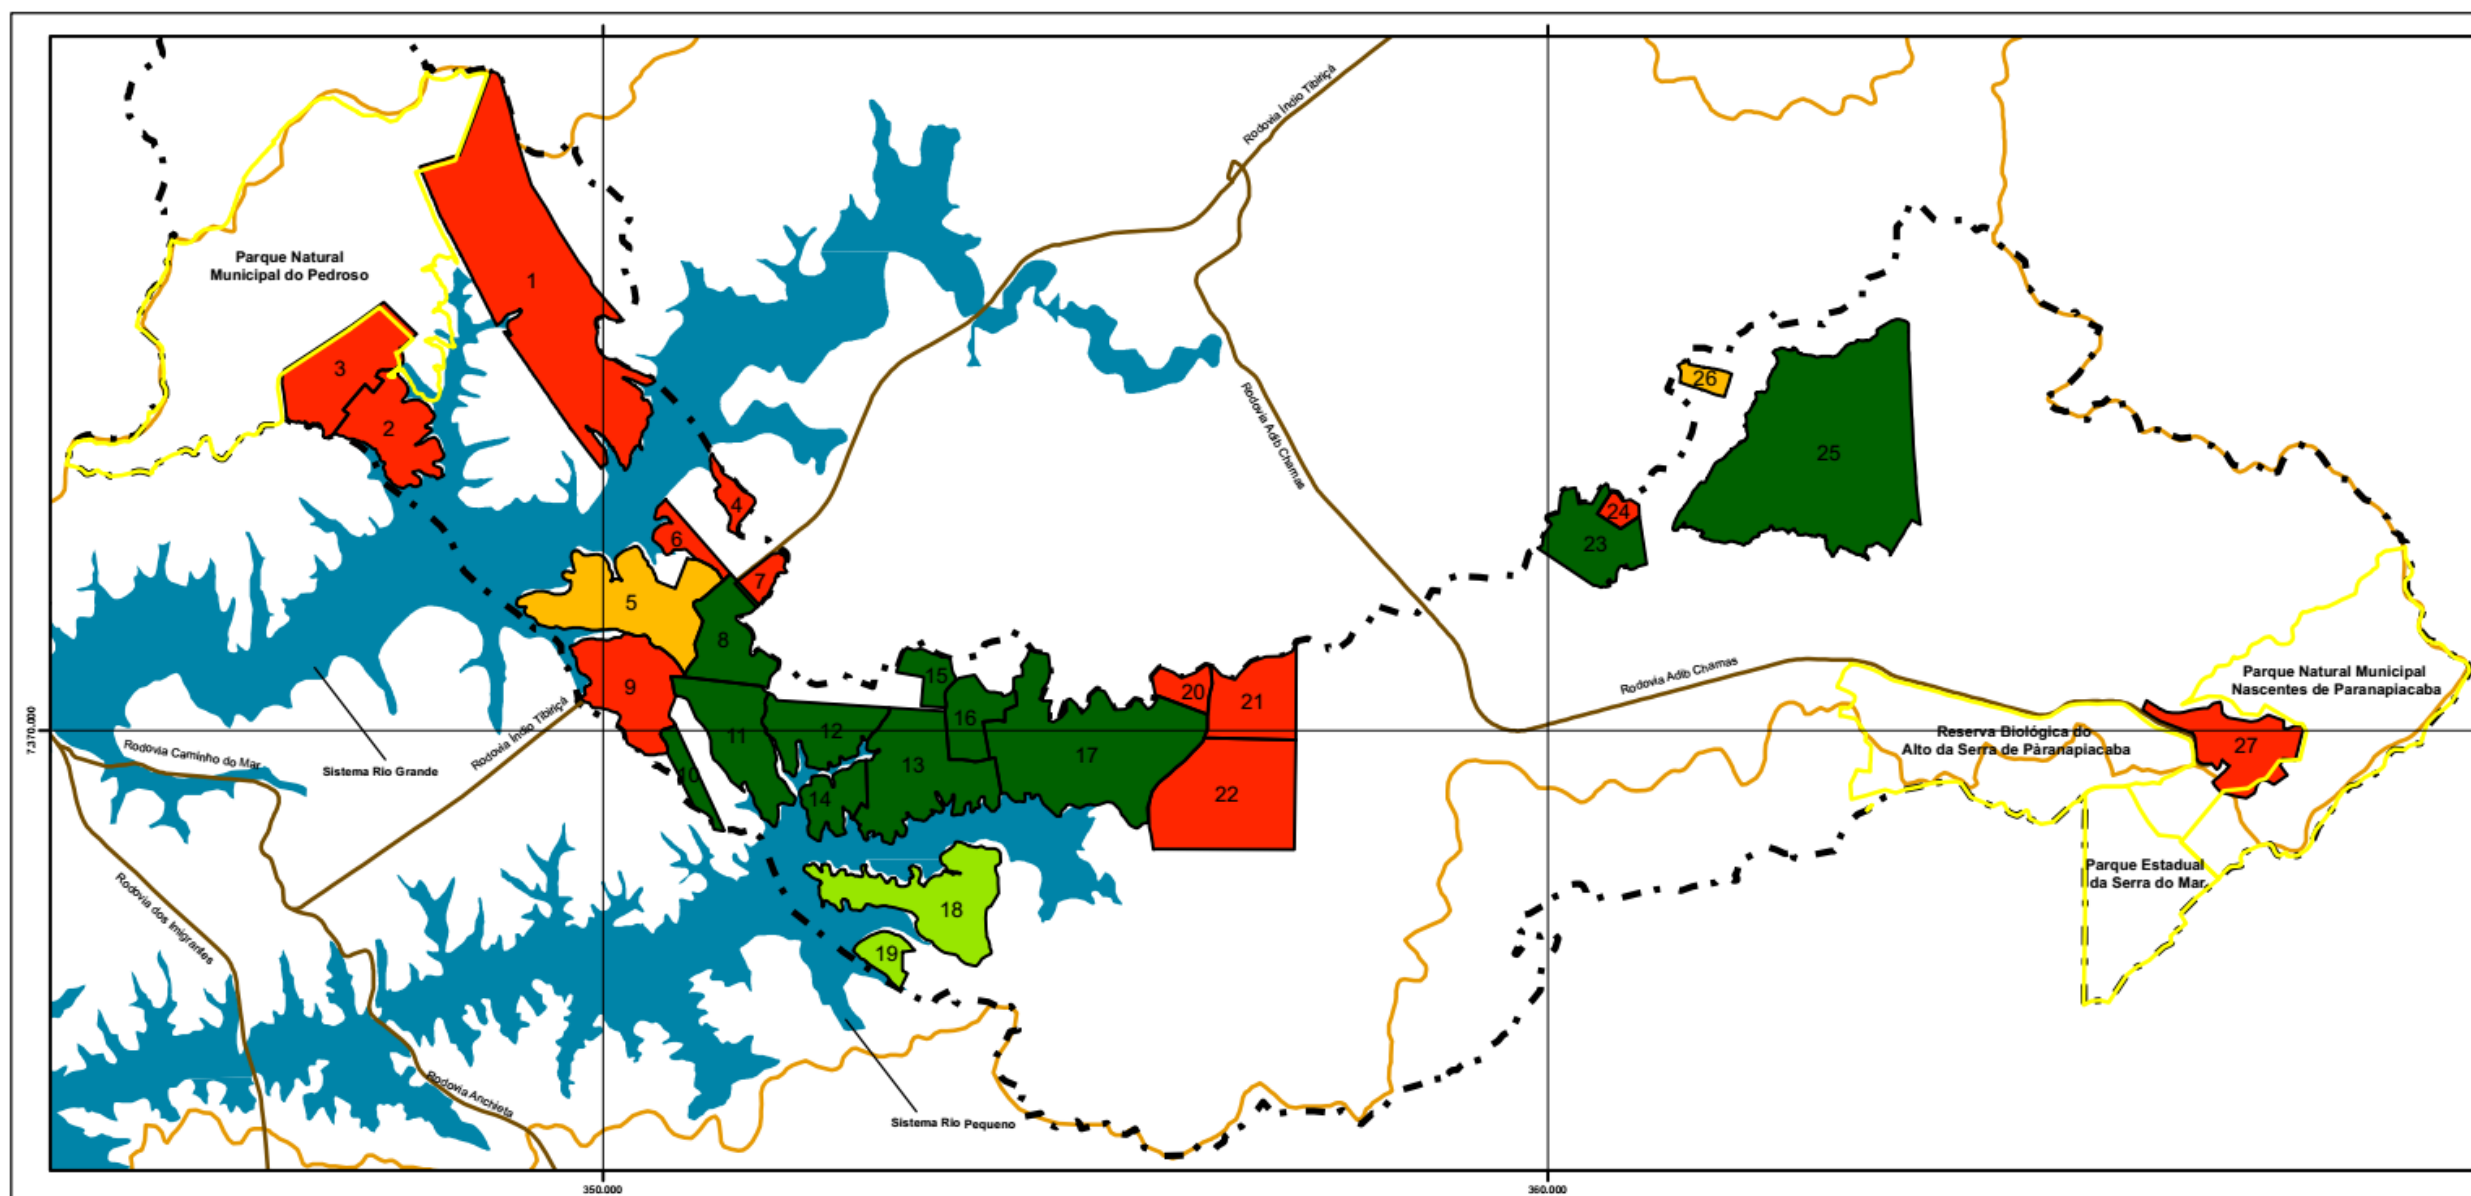 Rodovia Índio Tibiriçá
Parque Natural
Municipal do Pedroso
1
3
2
26
Rodovia Adib Chamas
25
4
24
6
23
7
5
8
15
9
20
21
Parque Natural Municipal
Nascentes de Paranapiacaba
Rodovia Adib Chamas
16
Rodovia Índio Tibiriçá
7370.000
12
11
Reserva Biológica do
Alto da Serra de Pàranapiacaba
27
17
Rodovia Caminho do Mar
Sistema Rio Grande
10
13
14
22
Parque Estadual
da Serra do Mar
Rodovia dos Imigrantes
18
19
Rodovia Anchieta
Sistema Rio Pequeno
350.000
360.000